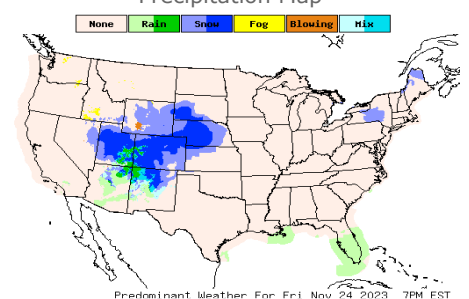 Precipitation Map
None Rain Snow Fog Blowing Mix
Predominant Weather For Fri Nov 24 2023 7PM EST